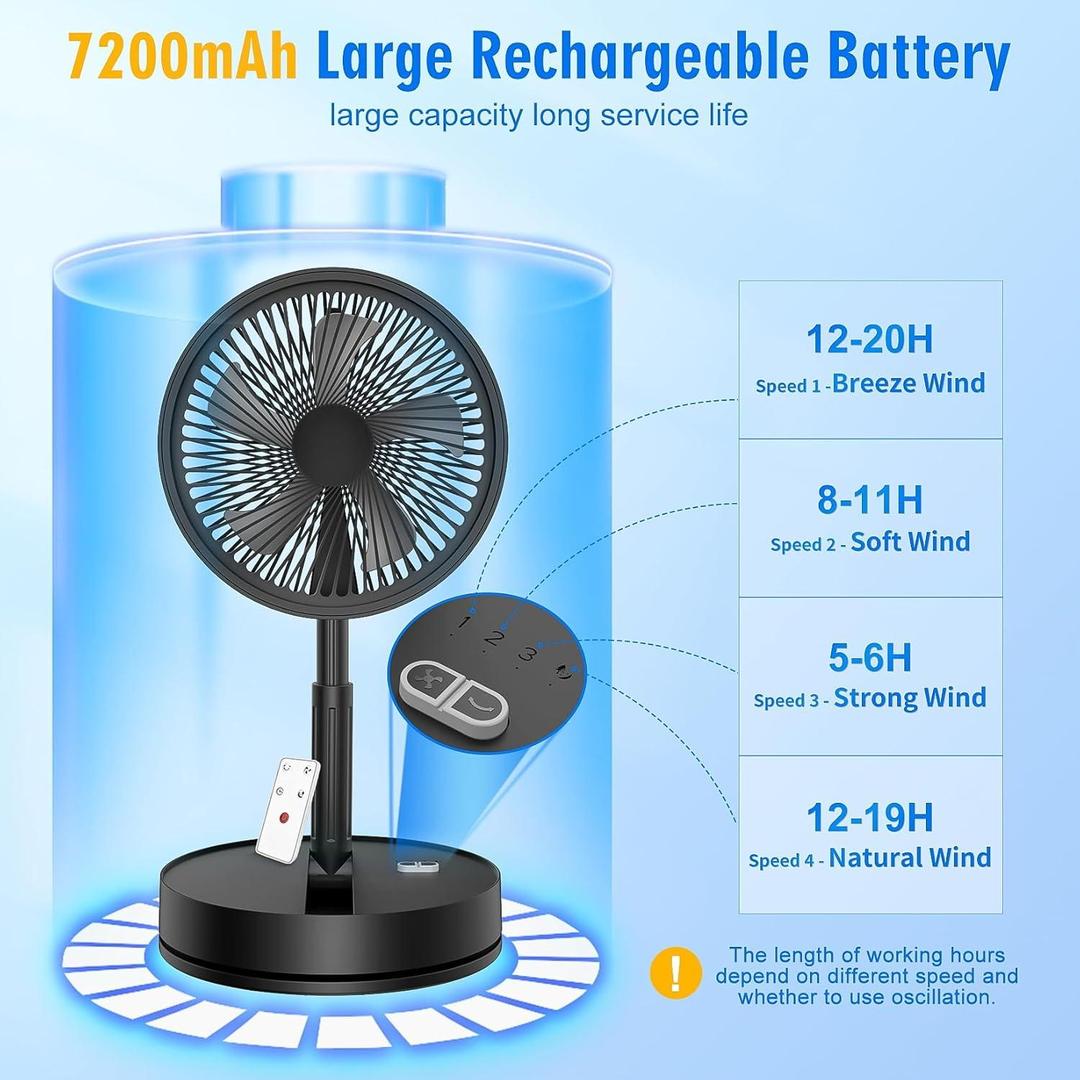 7200mAh Large Rechargeable Battery
large capacity long service life
12-20H
Speed 1 -Breeze Wind
8-11H
Speed 2 - Soft Wind
1 2 3
5-6H
Speed 3 - Strong Wind
12-19H
Speed 4 - Natural Wind
!
The length of working hours
depend on different speed and
whether to use oscillation.